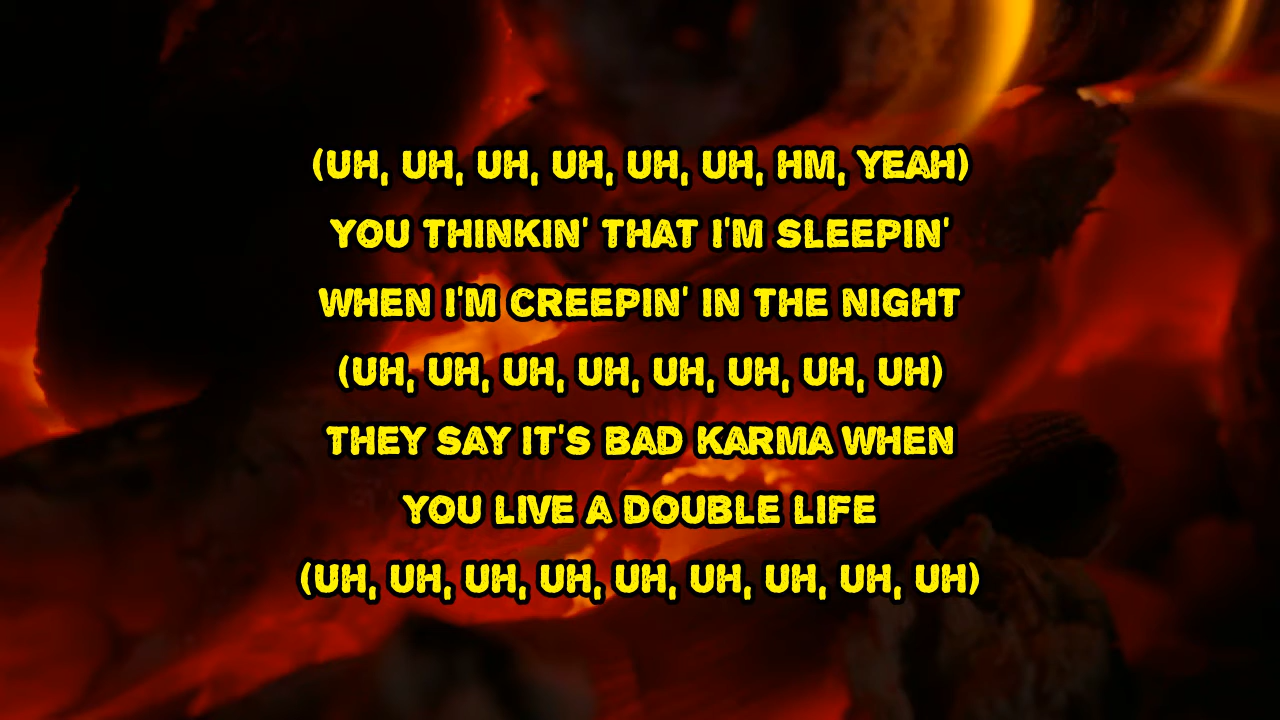 (UH, UH, UH, UH, UH, UH, HM, YEAH)
YOU THINKIN' THAT I'M SLEEPIN'
WHEN I'M CREEPIN' IN THE NIGHT
(UH, UH, UH, UH, UH, UH, UH, UH)
THEY SAY IT'S BAD KARMA WHEN
YOU LIVE A DOUBLE LIFE
(UH, UH, UH, UH, UH, UH, UH, UH, UH)